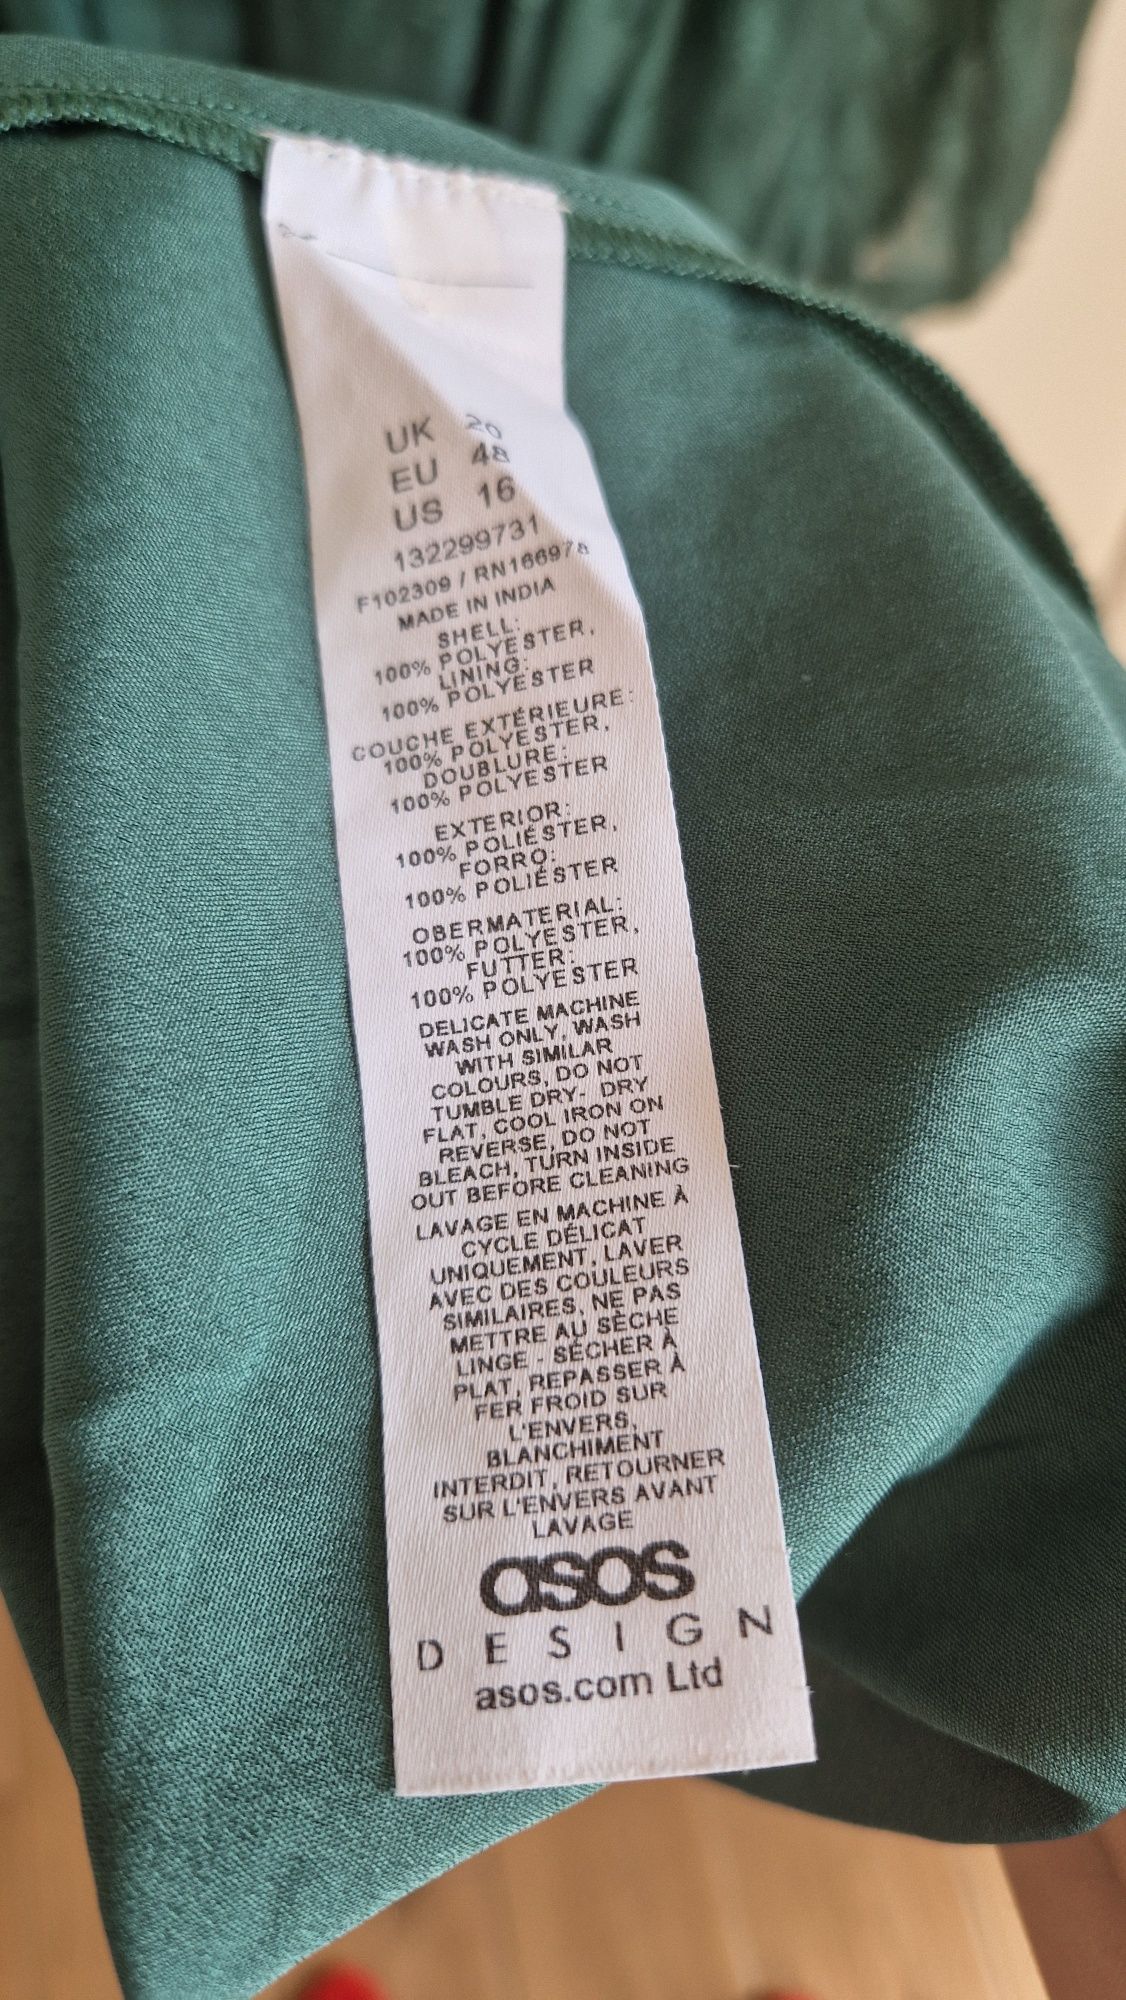 UK 20
EU 48
US 16
132299731
F102309 / RN166978
MADE IN INDIA
SHELL:
100% POLYESTER,
LINING:
100% POLYESTER
COUCHE EXTÉRIEURE:
100% POLYESTER,
DOUBLURE:
100% POLYESTER
EXTERIOR:
100% POLIÉSTER,
FORRO:
100% POLIÉSTER
OBERMATERIAL:
100% POLYESTER,
FUTTER:
100% POLYESTER
DELICATE MACHINE
WASH ONLY, WASH
WITH SIMILAR
COLOURS, DO NOT
TUMBLE DRY- DRY
FLAT, COOL IRON ON
REVERSE, DO NOT
BLEACH, TURN INSIDE
OUT BEFORE CLEANING
LAVAGE EN MACHINE À
CYCLE DÉLICAT
UNIQUEMENT, LAVER
AVEC DES COULEURS
SIMILAIRES, NE PAS
METTRE AU SÈCHE
LINGE - SÉCHER À
PLAT, REPASSER À
FER FROID SUR
L'ENVERS,
BLANCHIMENT
INTERDIT, RETOURNER
SUR L'ENVERS AVANT
LAVAGE
asos
DESIGN
asos.com Ltd